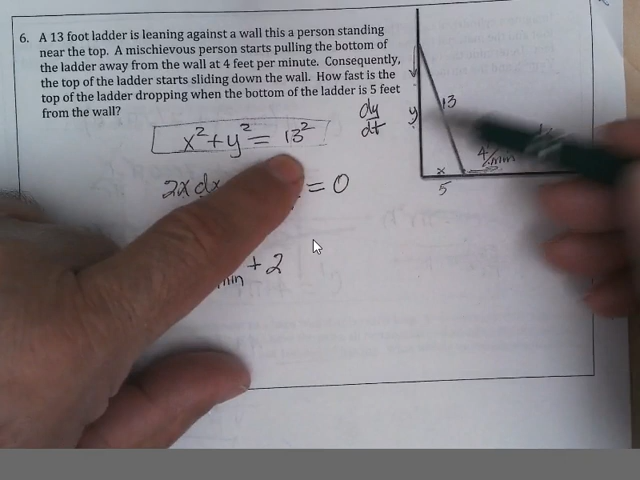 6. A 13 foot ladder is leaning against a wall this a person standing
near the top. A mischievous person starts pulling the bottom of
the ladder away from the wall at 4 feet per minute. Consequently,
the top of the ladder starts sliding down the wall. How fast is the
top of the ladder dropping when the bottom of the ladder is 5 feet
from the wall?
x² + y² = 13²
dy/dt
y
13
x
5
2x dx = 0
min + 2